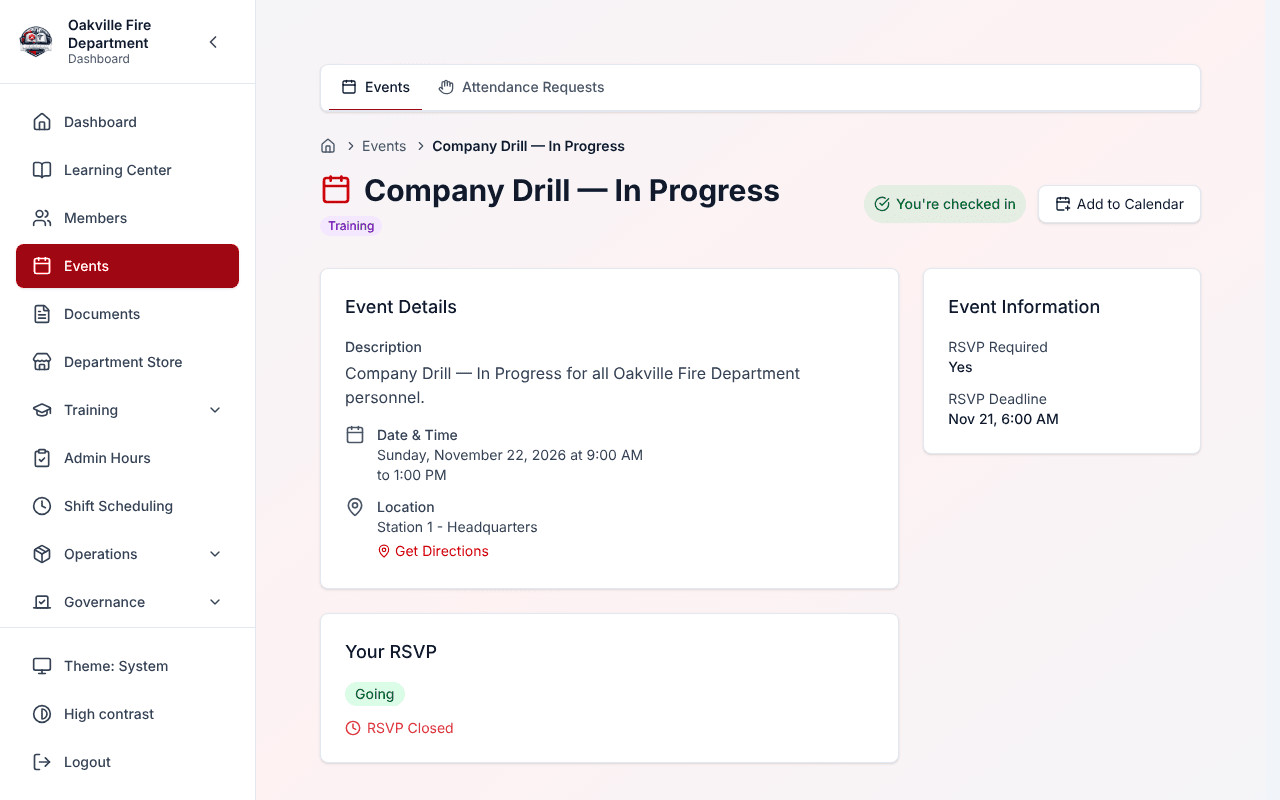 Oakville Fire
Department
Dashboard
Dashboard
Learning Center
Members
Events
Documents
Department Store
Training
Admin Hours
Shift Scheduling
Operations
Governance
Theme: System
High contrast
Logout
Events
Attendance Requests
Events
Company Drill — In Progress
Company Drill — In Progress
Training
You're checked in
Add to Calendar
Event Details
Description
Company Drill — In Progress for all Oakville Fire Department
personnel.
Date & Time
Sunday, November 22, 2026 at 9:00 AM
to 1:00 PM
Location
Station 1 - Headquarters
Get Directions
Your RSVP
Going
RSVP Closed
Event Information
RSVP Required
Yes
RSVP Deadline
Nov 21, 6:00 AM